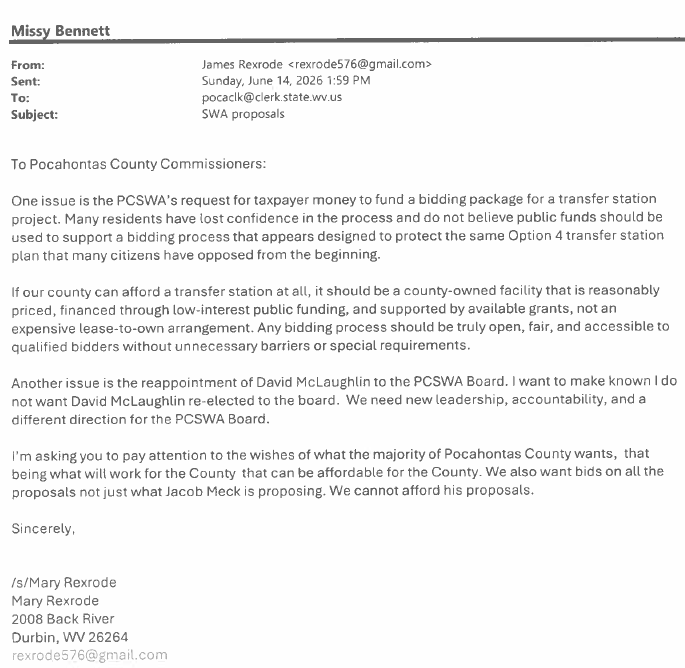 Missy Bennett
From: James Rexrode <rexrode576@gmail.com>
Sent: Sunday, June 14, 2026 1:59 PM
To: pocaclk@clerk.state.wv.us
Subject: SWA proposals
To Pocahontas County Commissioners:
One issue is the PCSWA's request for taxpayer money to fund a bidding package for a transfer station
project. Many residents have lost confidence in the process and do not believe public funds should be
used to support a bidding process that appears designed to protect the same Option 4 transfer station
plan that many citizens have opposed from the beginning.
If our county can afford a transfer station at all, it should be a county-owned facility that is reasonably
priced, financed through low-interest public funding, and supported by available grants, not an
expensive lease-to-own arrangement. Any bidding process should be truly open, fair, and accessible to
qualified bidders without unnecessary barriers or special requirements.
Another issue is the reappointment of David McLaughlin to the PCSWA Board. I want to make known I do
not want David McLaughlin re-elected to the board.  We need new leadership, accountability, and a
different direction for the PCSWA Board.
I'm asking you to pay attention to the wishes of what the majority of Pocahontas County wants,  that
being what will work for the County  that can be affordable for the County. We also want bids on all the
proposals not just what Jacob Meck is proposing. We cannot afford his proposals.
Sincerely,
/s/Mary Rexrode
Mary Rexrode
2008 Back River
Durbin, WV 26264
rexrode576@gmail.com